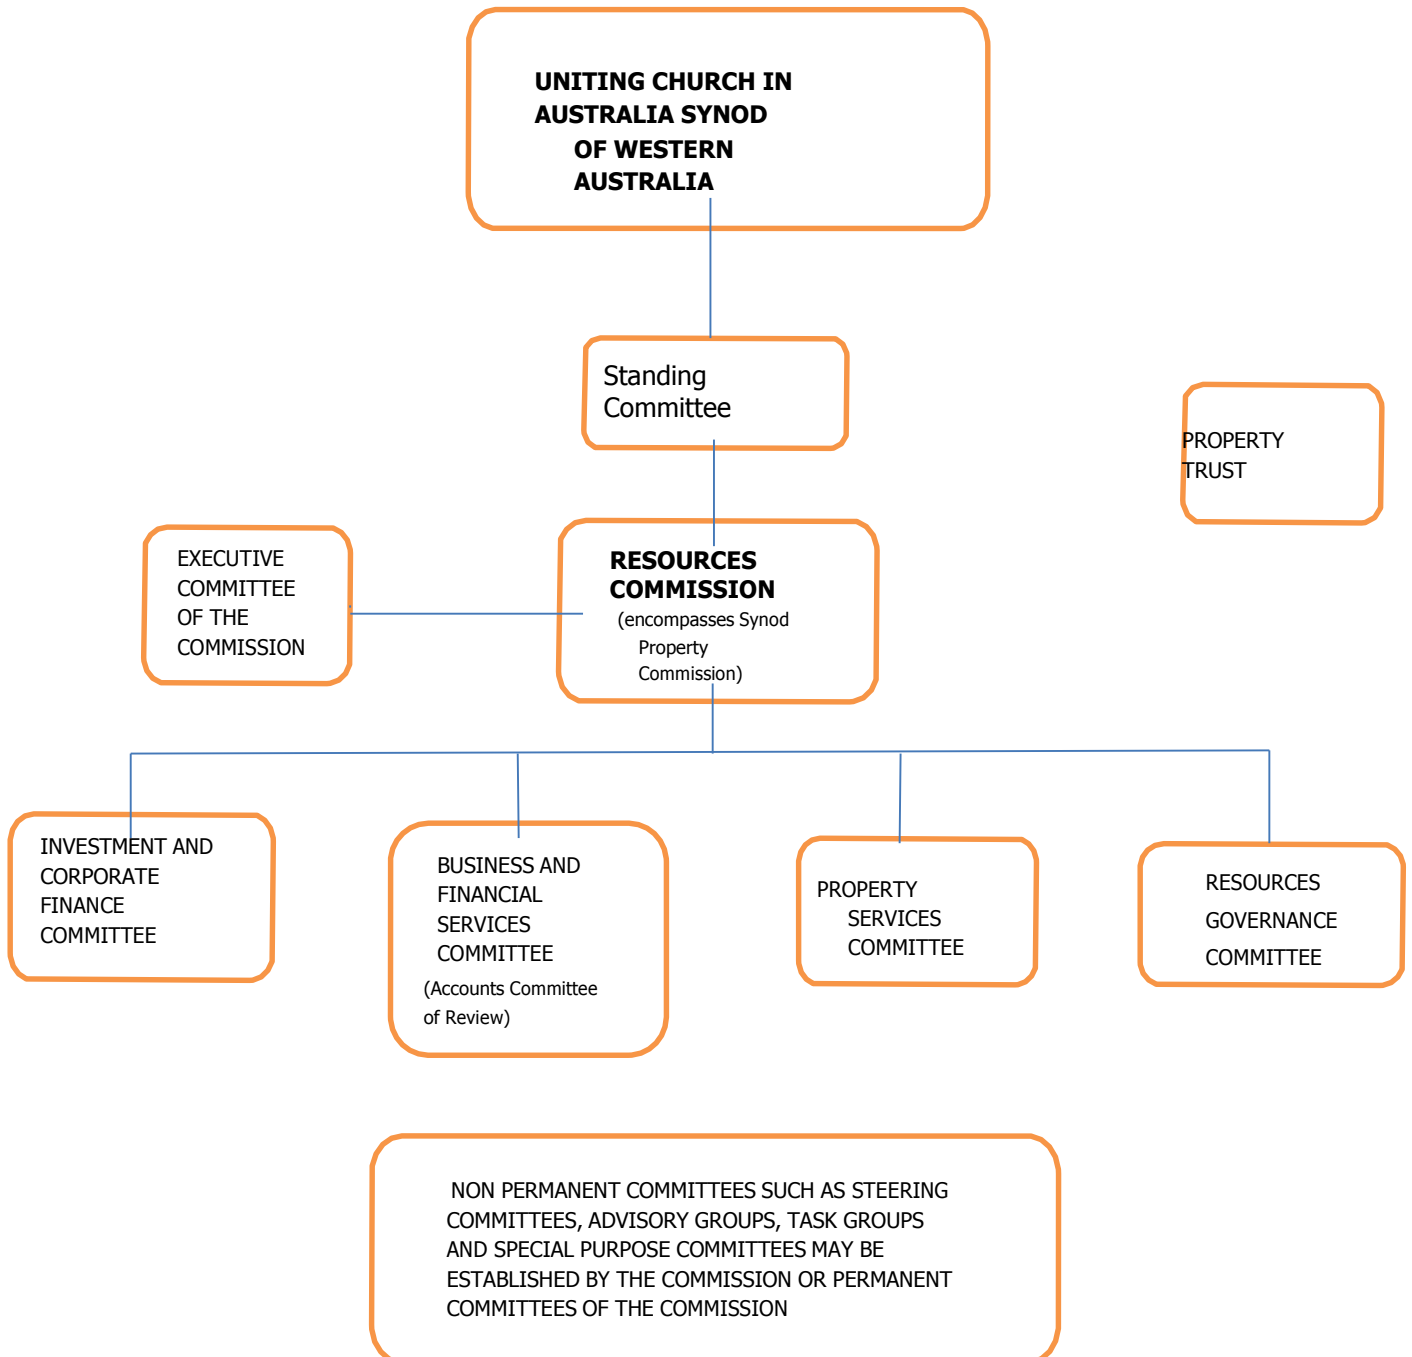 UNITING CHURCH IN
AUSTRALIA SYNOD
OF WESTERN
AUSTRALIA
Standing
Committee
PROPERTY
TRUST
EXECUTIVE
COMMITTEE
OF THE
COMMISSION
RESOURCES
COMMISSION
(encompasses Synod
Property
Commission)
INVESTMENT AND
CORPORATE
FINANCE
COMMITTEE
BUSINESS AND
FINANCIAL
SERVICES
COMMITTEE
(Accounts Committee
of Review)
PROPERTY
SERVICES
COMMITTEE
RESOURCES
GOVERNANCE
COMMITTEE
NON PERMANENT COMMITTEES SUCH AS STEERING
COMMITTEES, ADVISORY GROUPS, TASK GROUPS
AND SPECIAL PURPOSE COMMITTEES MAY BE
ESTABLISHED BY THE COMMISSION OR PERMANENT
COMMITTEES OF THE COMMISSION